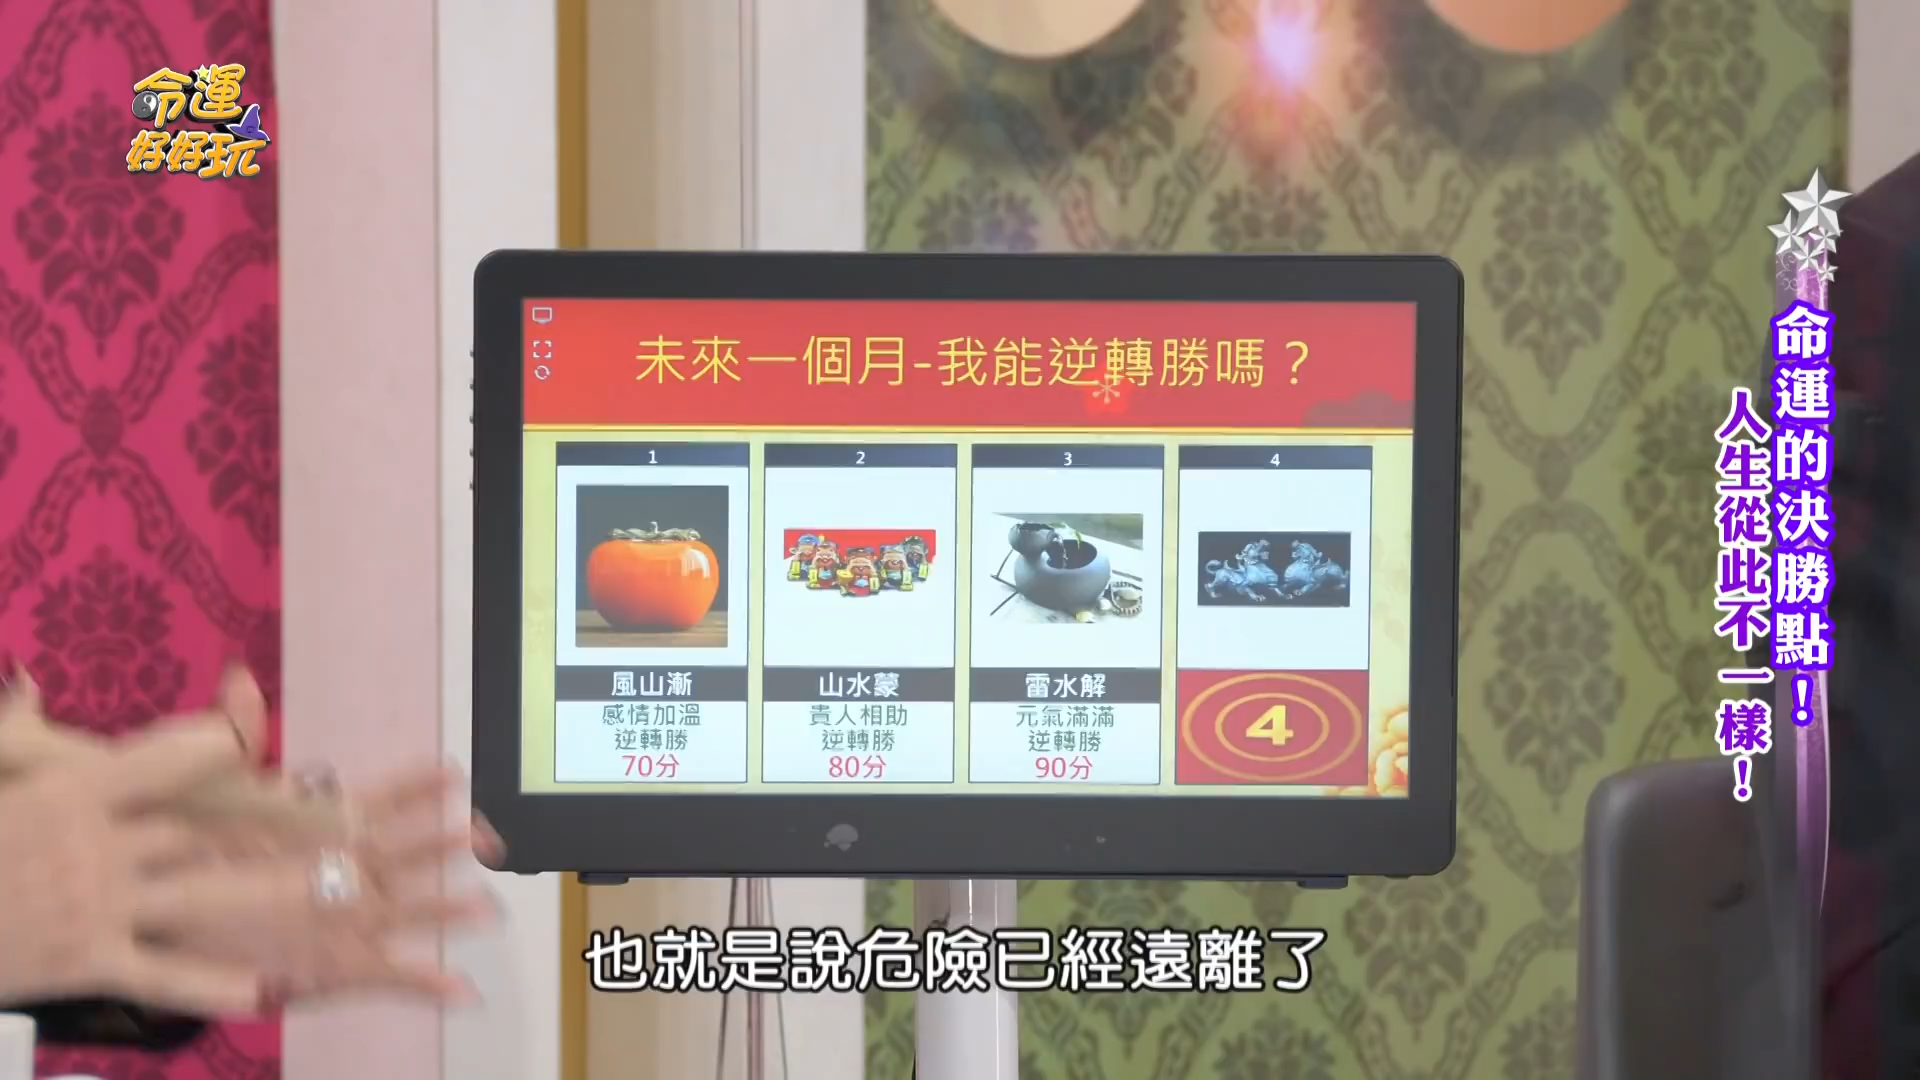 命運
好好玩
命運的決勝點！
人生從此不一樣！
未來一個月-我能逆轉勝嗎？
1
風山漸
感情加溫
逆轉勝
70分
2
山水蒙
貴人相助
逆轉勝
80分
3
雷水解
元氣滿滿
逆轉勝
90分
4
4
也就是說危險已經遠離了